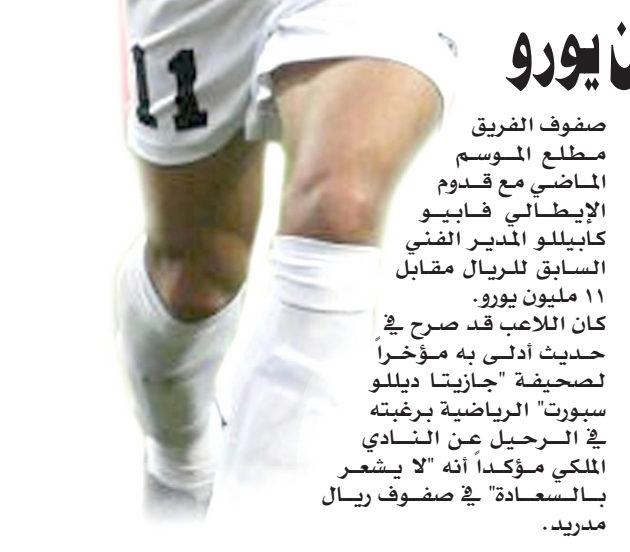 يورو
صفوف الفريق
مطلع الموسم
الماضي مع قدوم
الإيطالي فابيو
كابيللو المدير الفني
السابق للريال مقابل
١١ مليون يورو.
كان اللاعب قد صرح في
حديث أدلى به مؤخراً
لصحيفة "جازيتا ديللو
سبورت" الرياضية برغبته
في الرحيل عن النادي
الملكي مؤكداً أنه "لا يشعر
بالسعادة" في صفوف ريال
مدريد.
11